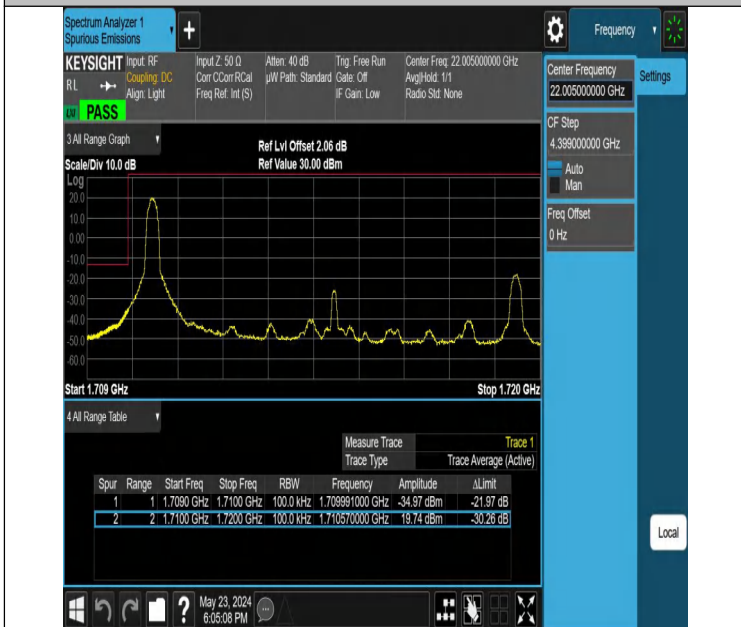 Spectrum Analyzer 1
Spurious Emissions
+
Frequency
KEYSIGHT Input: RF Input Z: 50 Ω Atten: 40 dB Trig: Free Run Center Freq: 22.005000000 GHz
RL Coupling: DC Corr CCorr RCal µW Path: Standard Gate: Off Avg|Hold: 1/1
Align: Light Freq Ref: Int (S) IF Gain: Low Radio Std: None
PASS
Center Frequency
22.005000000 GHz
Settings
CF Step
4.399000000 GHz
Auto
Man
Freq Offset
0 Hz
3 All Range Graph
Ref Lvl Offset 2.06 dB
Scale/Div 10.0 dB Ref Value 30.00 dBm
Log
20.0
10.0
0.00
-10.0
-20.0
-30.0
-40.0
-50.0
-60.0
Start 1.709 GHz Stop 1.720 GHz
4 All Range Table
Measure Trace Trace 1
Trace Type Trace Average (Active)
Spur Range Start Freq Stop Freq RBW Frequency Amplitude ΔLimit
1 1 1.7090 GHz 1.7100 GHz 100.0 kHz 1.709991000 GHz -34.97 dBm -21.97 dB
2 2 1.7100 GHz 1.7200 GHz 100.0 kHz 1.710570000 GHz 19.74 dBm -30.26 dB
Local
?
May 23, 2024
6:05:08 PM